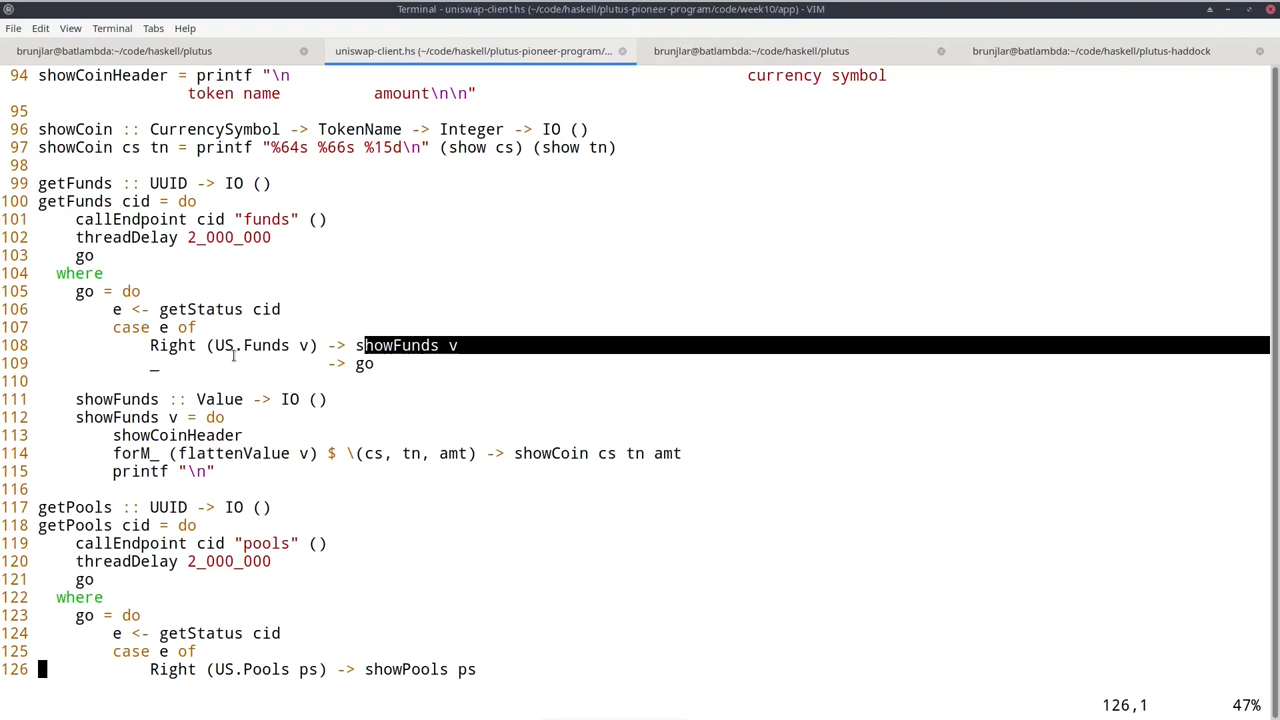 Terminal - uniswap-client.hs (~/code/haskell/plutus-pioneer-program/code/week10/app) - VIM
File Edit View Terminal Tabs Help
brunjlar@batlambda:~/code/haskell/plutus uniswap-client.hs (~/code/haskell/plutus-pioneer-program/... brunjlar@batlambda:~/code/haskell/plutus brunjlar@batlambda:~/code/haskell/plutus-haddock
94 showCoinHeader = printf "\n                                                 currency symbol
                token name          amount\n\n"
95
96 showCoin :: CurrencySymbol -> TokenName -> Integer -> IO ()
97 showCoin cs tn = printf "%64s %66s %15d\n" (show cs) (show tn)
98
99 getFunds :: UUID -> IO ()
100 getFunds cid = do
101     callEndpoint cid "funds" ()
102     threadDelay 2_000_000
103     go
104   where
105     go = do
106         e <- getStatus cid
107         case e of
108             Right (US.Funds v) -> showFunds v
109             _                  -> go
110
111     showFunds :: Value -> IO ()
112     showFunds v = do
113         showCoinHeader
114         forM_ (flattenValue v) $ \(cs, tn, amt) -> showCoin cs tn amt
115         printf "\n"
116
117 getPools :: UUID -> IO ()
118 getPools cid = do
119     callEndpoint cid "pools" ()
120     threadDelay 2_000_000
121     go
122   where
123     go = do
124         e <- getStatus cid
125         case e of
126             Right (US.Pools ps) -> showPools ps
126,1 47%